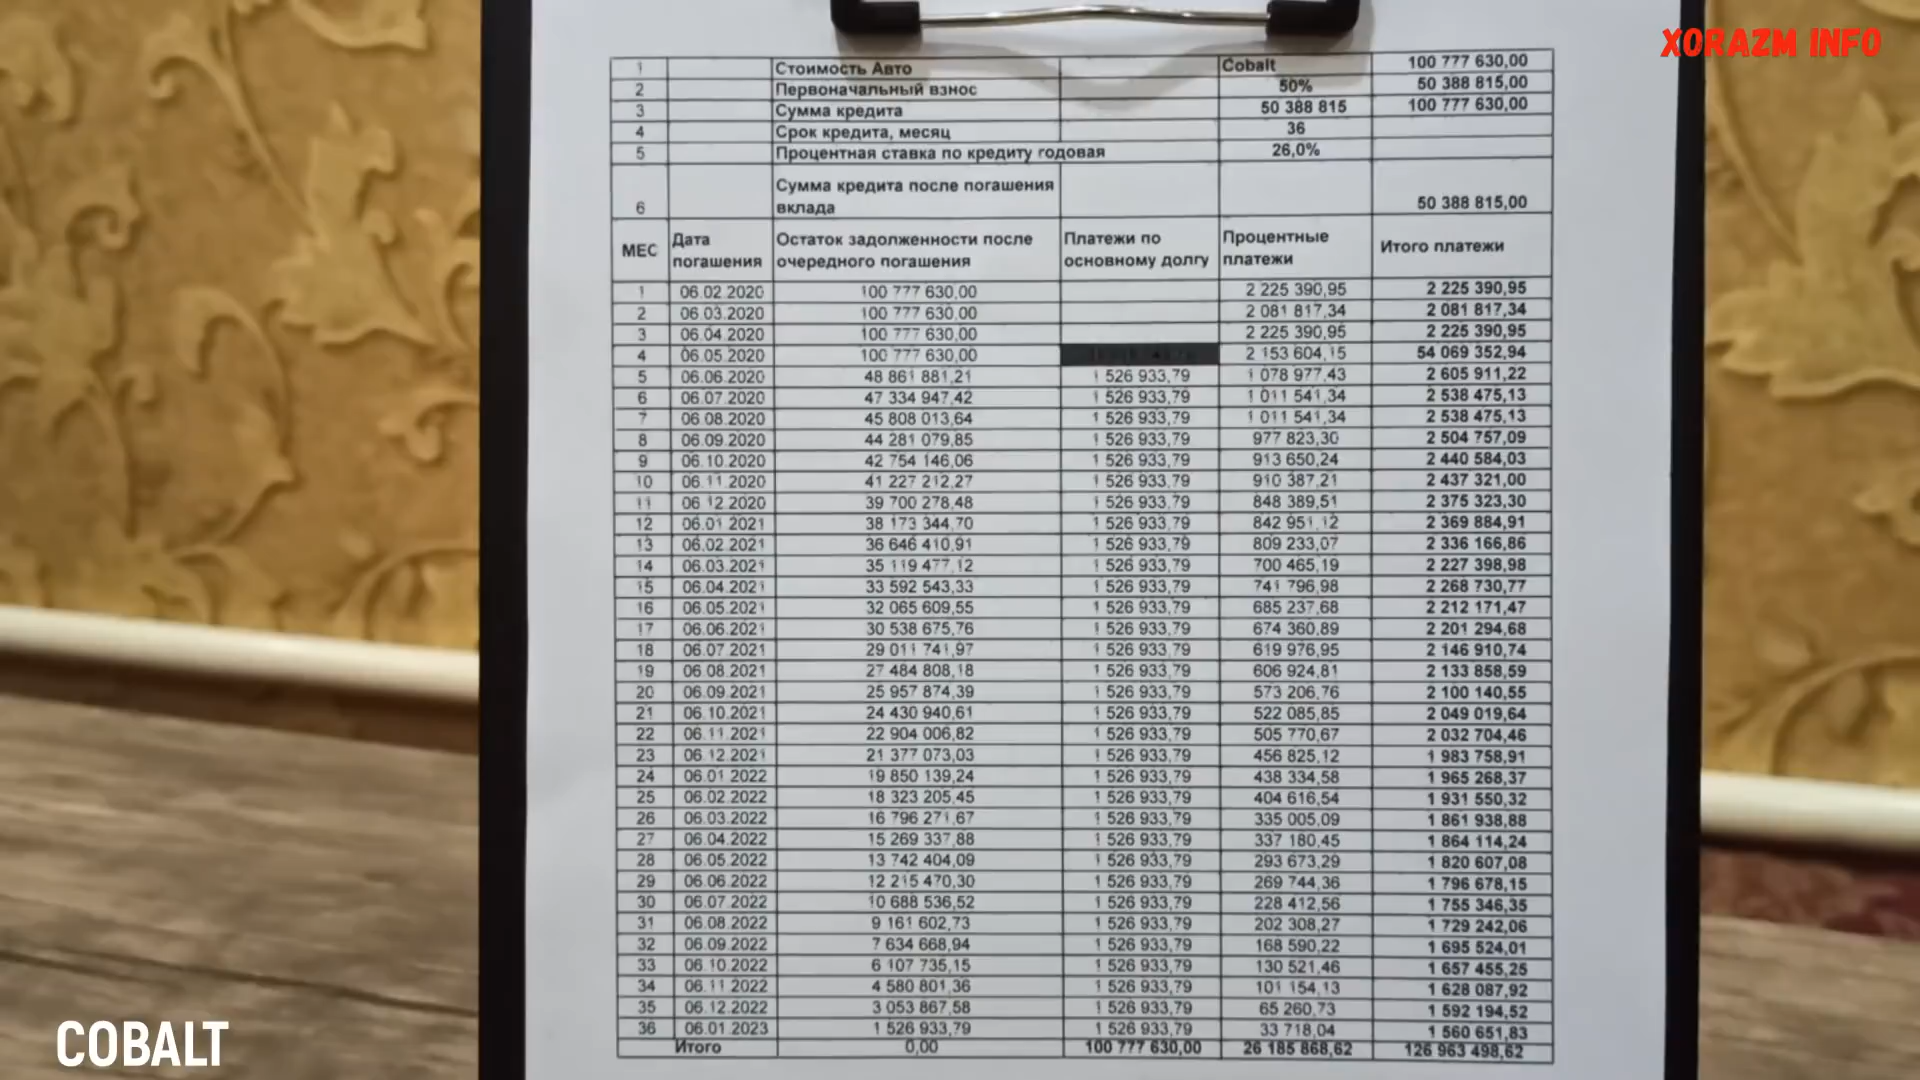 XORAZM INFO
1 Стоимость Авто Cobalt 100 777 630,00
2 Первоначальный взнос 50% 50 388 815,00
3 Сумма кредита 50 388 815 100 777 630,00
4 Срок кредита, месяц 36
5 Процентная ставка по кредиту годовая 26,0%
6 Сумма кредита после погашения вклада 50 388 815,00
МЕС Дата погашения Остаток задолженности после очередного погашения Платежи по основному долгу Процентные платежи Итого платежи
1 06.02.2020 100 777 630,00 2 225 390,95 2 225 390,95
2 06.03.2020 100 777 630,00 2 081 817,34 2 081 817,34
3 06.04.2020 100 777 630,00 2 225 390,95 2 225 390,95
4 06.05.2020 100 777 630,00 2 153 604,15 54 069 352,94
5 06.06.2020 48 861 881,21 1 526 933,79 1 078 977,43 2 605 911,22
6 06.07.2020 47 334 947,42 1 526 933,79 1 011 541,34 2 538 475,13
7 06.08.2020 45 808 013,64 1 526 933,79 1 011 541,34 2 538 475,13
8 06.09.2020 44 281 079,85 1 526 933,79 977 823,30 2 504 757,09
9 06.10.2020 42 754 146,06 1 526 933,79 913 650,24 2 440 584,03
10 06.11.2020 41 227 212,27 1 526 933,79 910 387,21 2 437 321,00
11 06.12.2020 39 700 278,48 1 526 933,79 848 389,51 2 375 323,30
12 06.01.2021 38 173 344,70 1 526 933,79 842 951,12 2 369 884,91
13 06.02.2021 36 646 410,91 1 526 933,79 809 233,07 2 336 166,86
14 06.03.2021 35 119 477,12 1 526 933,79 700 465,19 2 227 398,98
15 06.04.2021 33 592 543,33 1 526 933,79 741 796,98 2 268 730,77
16 06.05.2021 32 065 609,55 1 526 933,79 685 237,68 2 212 171,47
17 06.06.2021 30 538 675,76 1 526 933,79 674 360,89 2 201 294,68
18 06.07.2021 29 011 741,97 1 526 933,79 619 976,95 2 146 910,74
19 06.08.2021 27 484 808,18 1 526 933,79 606 924,81 2 133 858,59
20 06.09.2021 25 957 874,39 1 526 933,79 573 206,76 2 100 140,55
21 06.10.2021 24 430 940,61 1 526 933,79 522 085,85 2 049 019,64
22 06.11.2021 22 904 006,82 1 526 933,79 505 770,67 2 032 704,46
23 06.12.2021 21 377 073,03 1 526 933,79 456 825,12 1 983 758,91
24 06.01.2022 19 850 139,24 1 526 933,79 438 334,58 1 965 268,37
25 06.02.2022 18 323 205,45 1 526 933,79 404 616,54 1 931 550,32
26 06.03.2022 16 796 271,67 1 526 933,79 335 005,09 1 861 938,88
27 06.04.2022 15 269 337,88 1 526 933,79 337 180,45 1 864 114,24
28 06.05.2022 13 742 404,09 1 526 933,79 293 673,29 1 820 607,08
29 06.06.2022 12 215 470,30 1 526 933,79 269 744,36 1 796 678,15
30 06.07.2022 10 688 536,52 1 526 933,79 228 412,56 1 755 346,35
31 06.08.2022 9 161 602,73 1 526 933,79 202 308,27 1 729 242,06
32 06.09.2022 7 634 668,94 1 526 933,79 168 590,22 1 695 524,01
33 06.10.2022 6 107 735,15 1 526 933,79 130 521,46 1 657 455,25
34 06.11.2022 4 580 801,36 1 526 933,79 101 154,13 1 628 087,92
35 06.12.2022 3 053 867,58 1 526 933,79 65 260,73 1 592 194,52
36 06.01.2023 1 526 933,79 1 526 933,79 33 718,04 1 560 651,83
Итого 0,00 100 777 630,00 26 185 868,62 126 963 498,62
COBALT